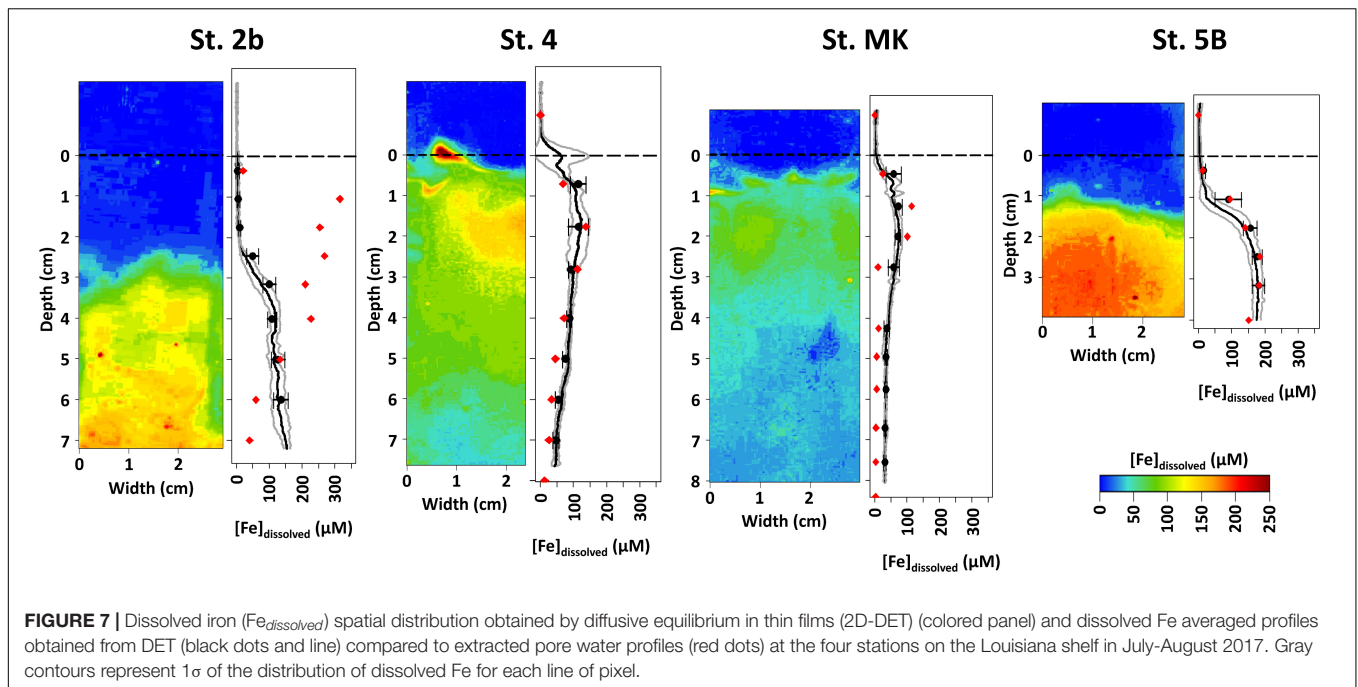 St. 2b
St. 4
St. MK
St. 5B
Depth (cm)
0
1
2
3
4
5
6
7
0 1 2
Width (cm)
0
100
200
300
[Fe]dissolved (µM)
Depth (cm)
0
1
2
3
4
5
6
7
0 1 2
Width (cm)
0
100
200
300
[Fe]dissolved (µM)
Depth (cm)
0
1
2
3
4
5
6
7
8
0 1 2
Width (cm)
0
100
200
300
[Fe]dissolved (µM)
Depth (cm)
0
1
2
3
0 1 2
Width (cm)
0
100
200
300
[Fe]dissolved (µM)
[Fe]dissolved (µM)
0
50
100
150
200
250
FIGURE 7 | Dissolved iron (Fedissolved) spatial distribution obtained by diffusive equilibrium in thin films (2D-DET) (colored panel) and dissolved Fe averaged profiles
obtained from DET (black dots and line) compared to extracted pore water profiles (red dots) at the four stations on the Louisiana shelf in July-August 2017. Gray
contours represent 1σ of the distribution of dissolved Fe for each line of pixel.